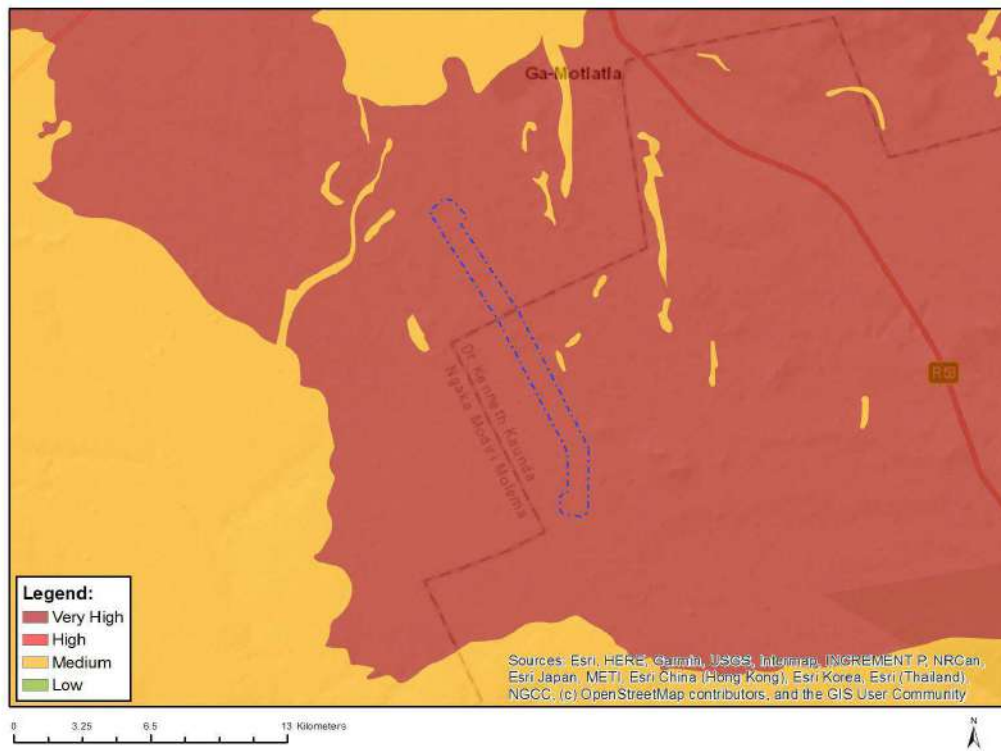 Ga-Motlatla
R53
Dr. Kenneth Kaunda
Ngaka Modiri Molema
Legend:
Very High
High
Medium
Low
Sources: Esri, HERE, Garmin, USGS, Intermap, INCREMENT P, NRCan,
Esri Japan, METI, Esri China (Hong Kong), Esri Korea, Esri (Thailand),
NGCC, (c) OpenStreetMap contributors, and the GIS User Community
0 3.25 6.5 13 Kilometers
N